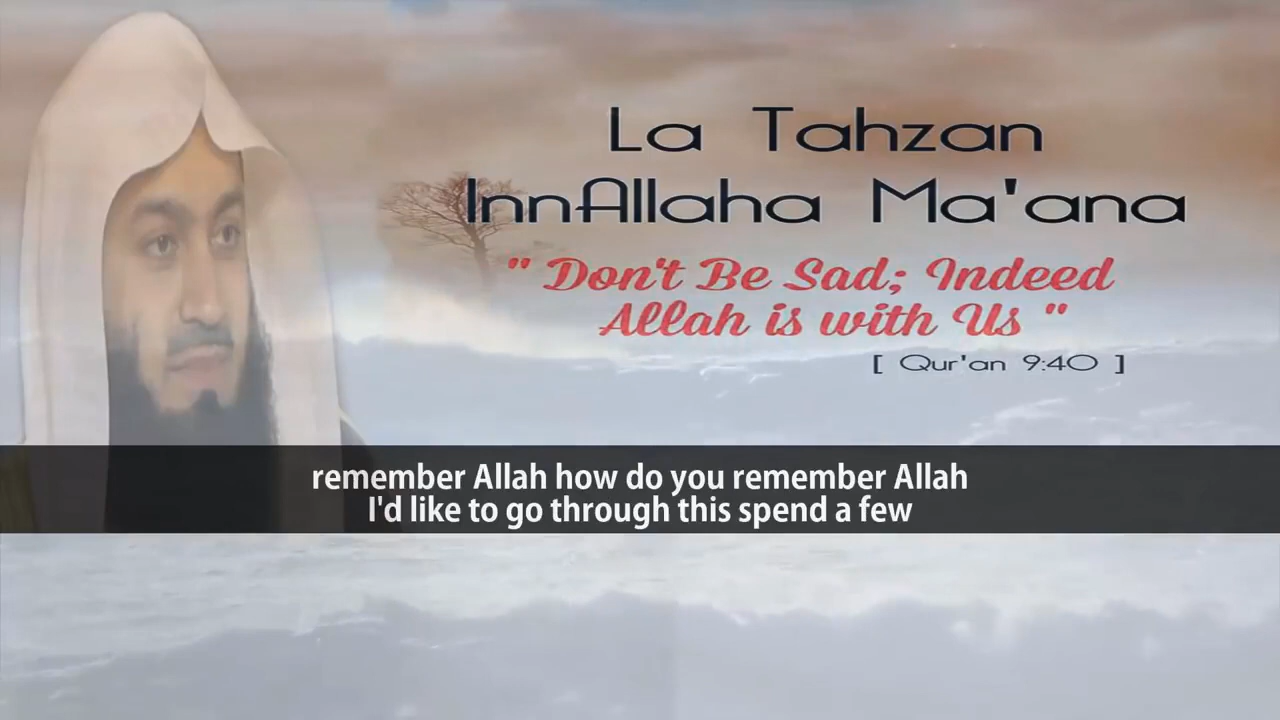 La Tahzan
InnAllaha Ma'ana
" Don't Be Sad; Indeed
Allah is with Us "
[ Qur'an 9:40 ]
remember Allah how do you remember Allah
I'd like to go through this spend a few